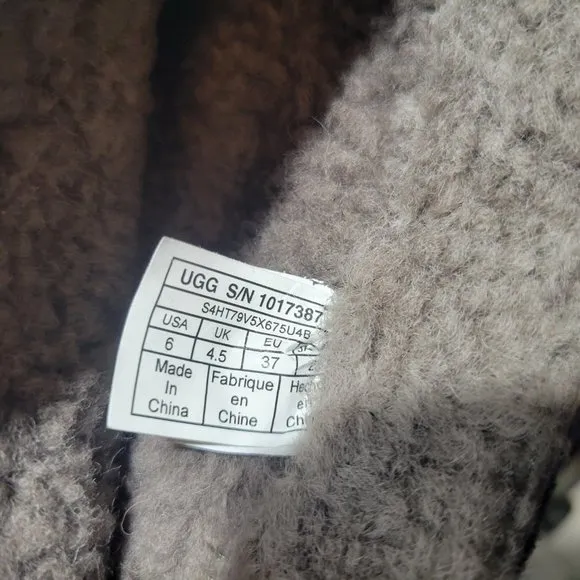 UGG S/N 1017387
S4HT79V5X675U4B
USA UK EU
6 4.5 37
Made Fabrique
In en
China Chine